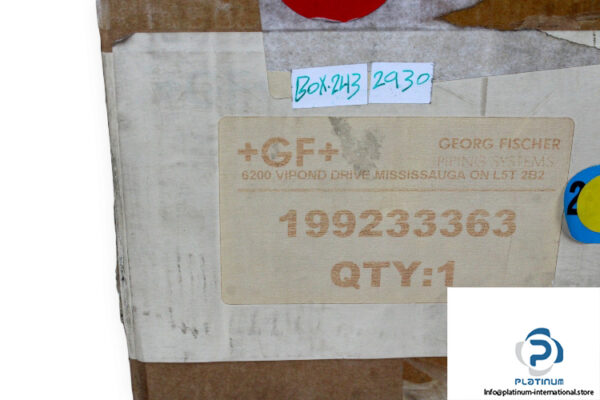 BOX.243 2930
+GF+ GEORG FISCHER
PIPING SYSTEMS
6200 VIPOND DRIVE MISSISSAUGA ON L5T 2B2
199233363
QTY:1
2
PLATINUM
Info@platinum-international.store